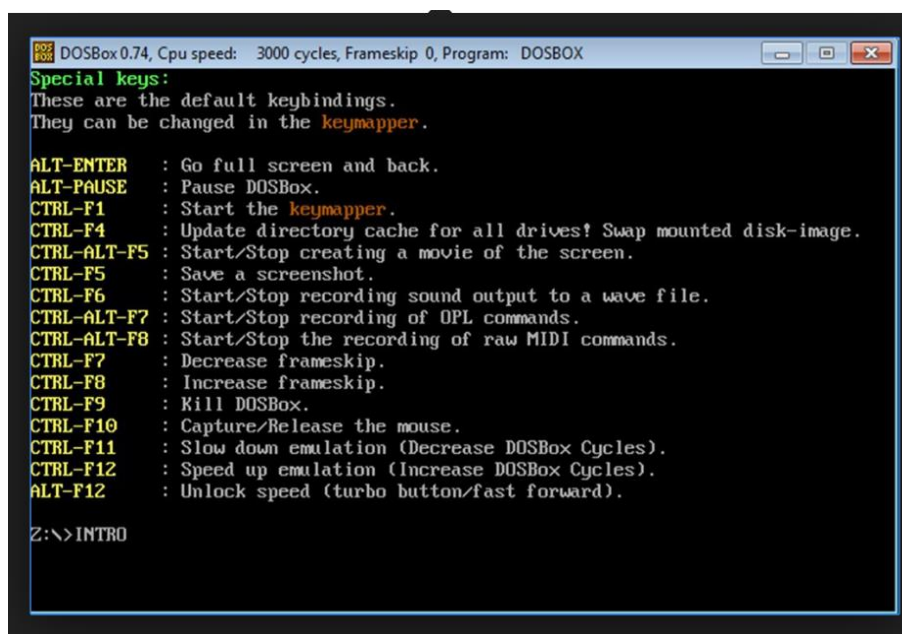 DOS BOX DOSBox 0.74, Cpu speed: 3000 cycles, Frameskip 0, Program: DOSBOX
Special keys:
These are the default keybindings.
They can be changed in the keymapper.
ALT-ENTER : Go full screen and back.
ALT-PAUSE : Pause DOSBox.
CTRL-F1 : Start the keymapper.
CTRL-F4 : Update directory cache for all drives! Swap mounted disk-image.
CTRL-ALT-F5 : Start/Stop creating a movie of the screen.
CTRL-F5 : Save a screenshot.
CTRL-F6 : Start/Stop recording sound output to a wave file.
CTRL-ALT-F7 : Start/Stop recording of OPL commands.
CTRL-ALT-F8 : Start/Stop the recording of raw MIDI commands.
CTRL-F7 : Decrease frameskip.
CTRL-F8 : Increase frameskip.
CTRL-F9 : Kill DOSBox.
CTRL-F10 : Capture/Release the mouse.
CTRL-F11 : Slow down emulation (Decrease DOSBox Cycles).
CTRL-F12 : Speed up emulation (Increase DOSBox Cycles).
ALT-F12 : Unlock speed (turbo button/fast forward).
Z:\>INTRO